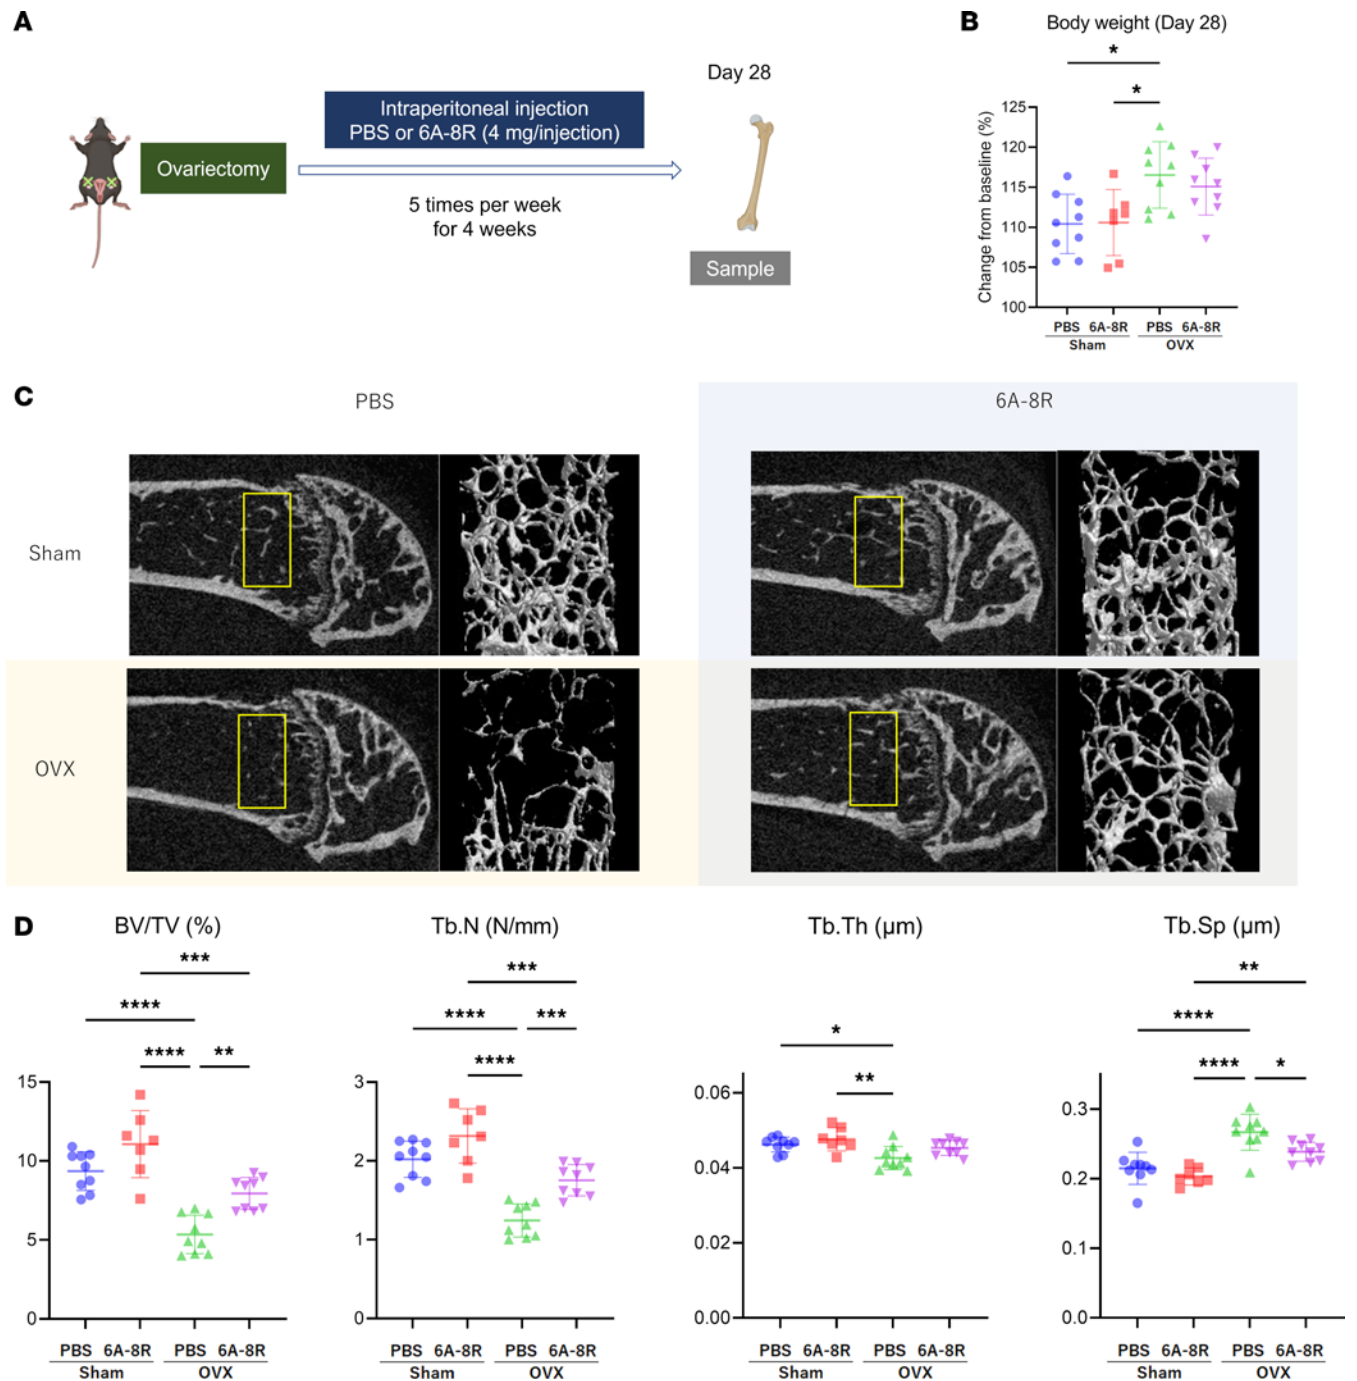 A
Ovariectomy
Intraperitoneal injection
PBS or 6A-8R (4 mg/injection)
5 times per week
for 4 weeks
Day 28
Sample
B
Body weight (Day 28)
*
*
Change from baseline (%)
125
120
115
110
105
100
PBS 6A-8R PBS 6A-8R
Sham OVX
C
PBS 6A-8R
Sham
OVX
D
BV/TV (%)
***
****
**** **
15
10
5
0
PBS 6A-8R PBS 6A-8R
Sham OVX
Tb.N (N/mm)
***
**** ***
****
3
2
1
0
PBS 6A-8R PBS 6A-8R
Sham OVX
Tb.Th (μm)
*
**
0.06
0.04
0.02
0.00
PBS 6A-8R PBS 6A-8R
Sham OVX
Tb.Sp (μm)
**
****
**** *
0.3
0.2
0.1
0.0
PBS 6A-8R PBS 6A-8R
Sham OVX